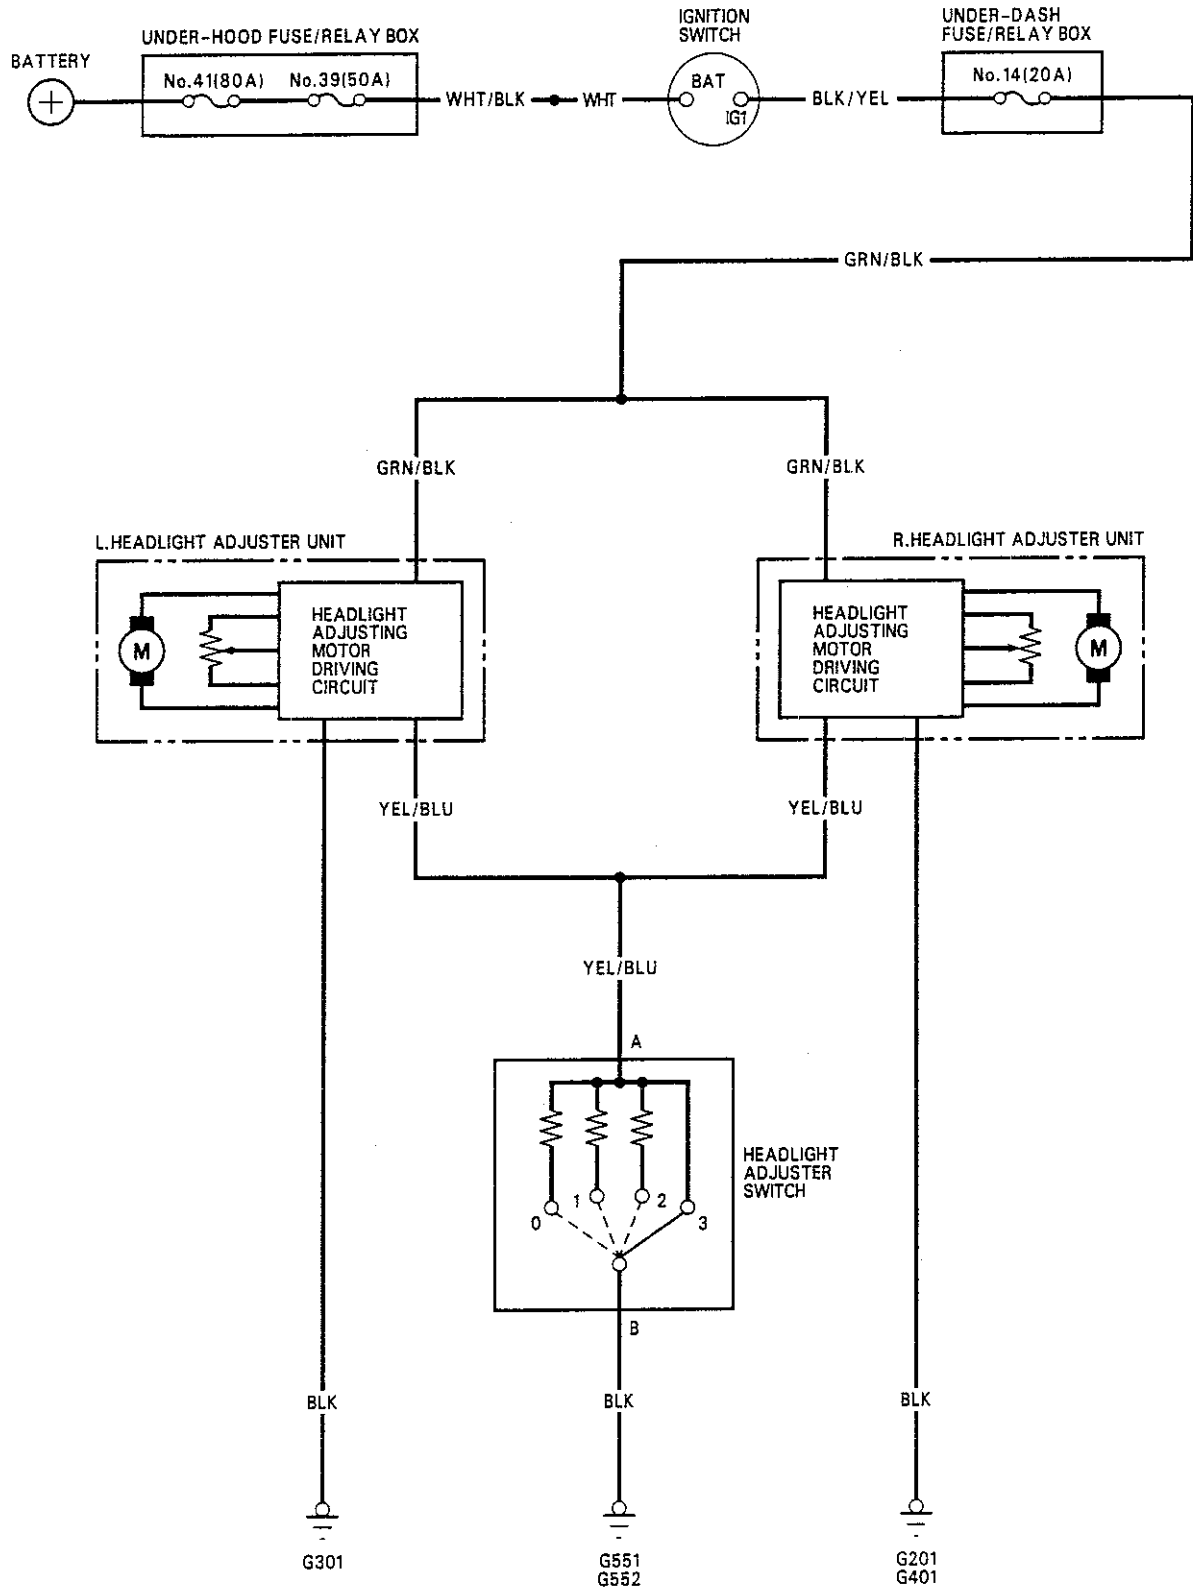 BATTERY
UNDER-HOOD FUSE/RELAY BOX
No.41(80A)
No.39(50A)
WHT/BLK
WHT
IGNITION
SWITCH
BAT
IG1
BLK/YEL
UNDER-DASH
FUSE/RELAY BOX
No.14(20A)
GRN/BLK
GRN/BLK
GRN/BLK
L.HEADLIGHT ADJUSTER UNIT
M
HEADLIGHT
ADJUSTING
MOTOR
DRIVING
CIRCUIT
R.HEADLIGHT ADJUSTER UNIT
HEADLIGHT
ADJUSTING
MOTOR
DRIVING
CIRCUIT
M
YEL/BLU
YEL/BLU
YEL/BLU
A
0
1
2
3
HEADLIGHT
ADJUSTER
SWITCH
B
BLK
BLK
BLK
G301
G551
G552
G201
G401